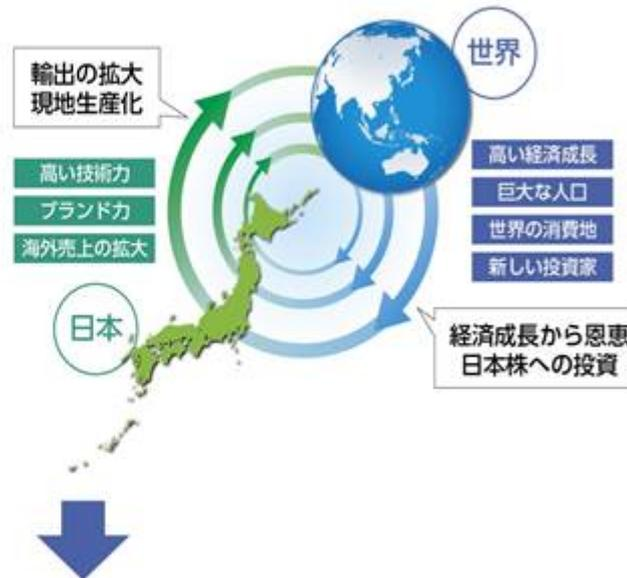 世界
輸出の拡大
現地生産化
高い技術力
ブランド力
海外売上の拡大
高い経済成長
巨大な人口
世界の消費地
新しい投資家
日本
経済成長から恩恵
日本株への投資